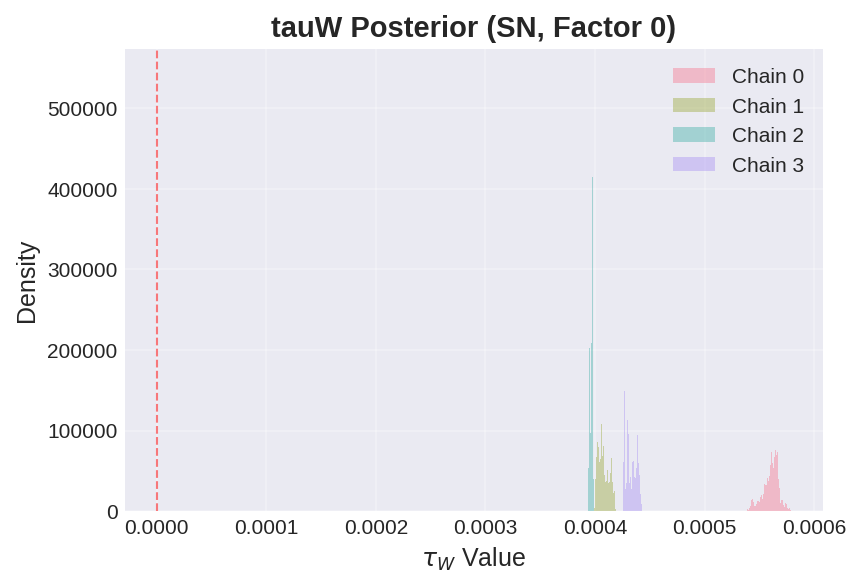 tauW Posterior (SN, Factor 0)
Chain 0
Chain 1
Chain 2
Chain 3
500000
400000
300000
200000
100000
0
Density
0.0000 0.0001 0.0002 0.0003 0.0004 0.0005 0.0006
τW Value